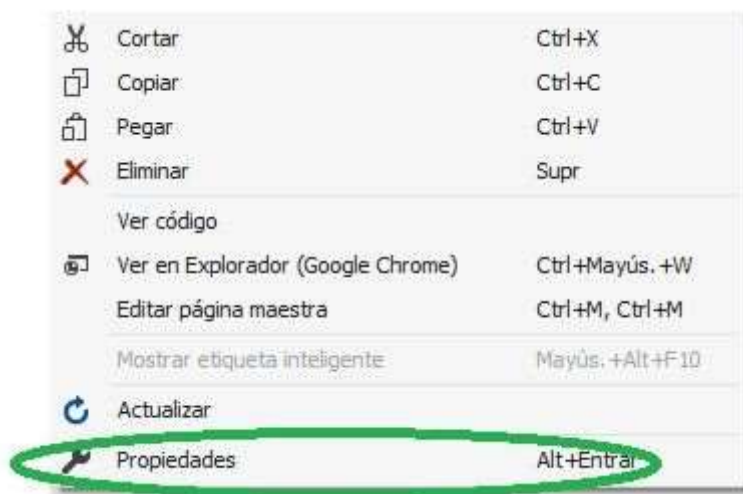 Cortar Ctrl+X
Copiar Ctrl+C
Pegar Ctrl+V
Eliminar Supr
Ver código
Ver en Explorador (Google Chrome) Ctrl+Mayús.+W
Editar página maestra Ctrl+M, Ctrl+M
Mostrar etiqueta inteligente Mayús.+Alt+F10
Actualizar
Propiedades Alt+Entrar